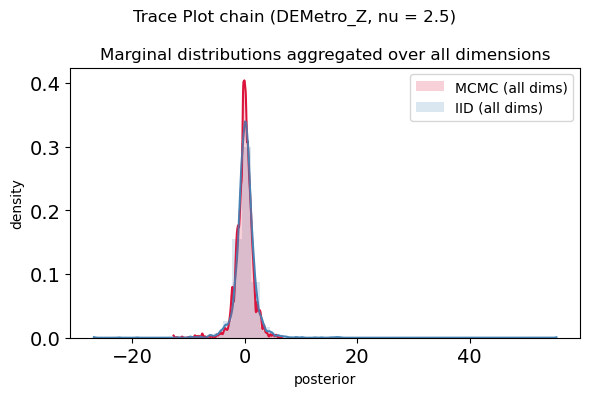 Trace Plot chain (DEMetro_Z, nu = 2.5)
Marginal distributions aggregated over all dimensions
MCMC (all dims)
IID (all dims)
density
0.4
0.3
0.2
0.1
0.0
−20
0
20
40
posterior